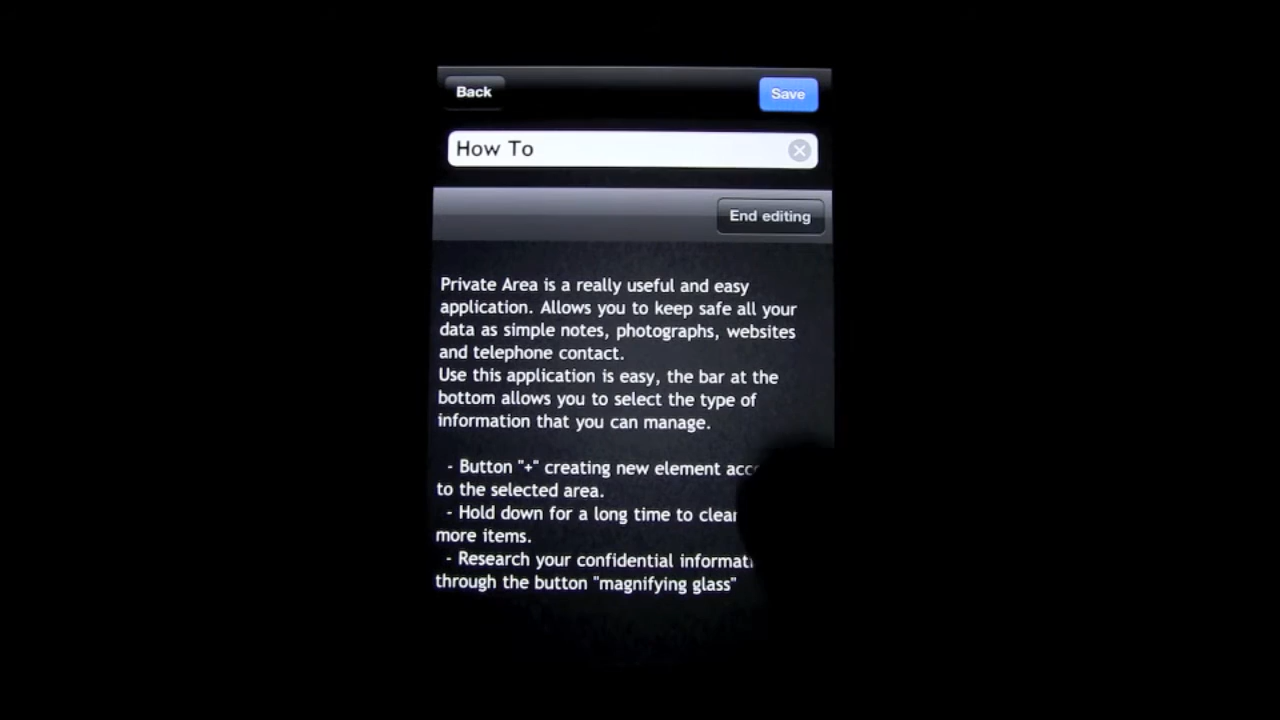 Back
Save
How To
End editing
Private Area is a really useful and easy
application. Allows you to keep safe all your
data as simple notes, photographs, websites
and telephone contact.
Use this application is easy, the bar at the
bottom allows you to select the type of
information that you can manage.
- Button "+" creating new element
to the selected area.
- Hold down for a long time to clear
more items.
- Research your confidential
through the button "magnifying glass"